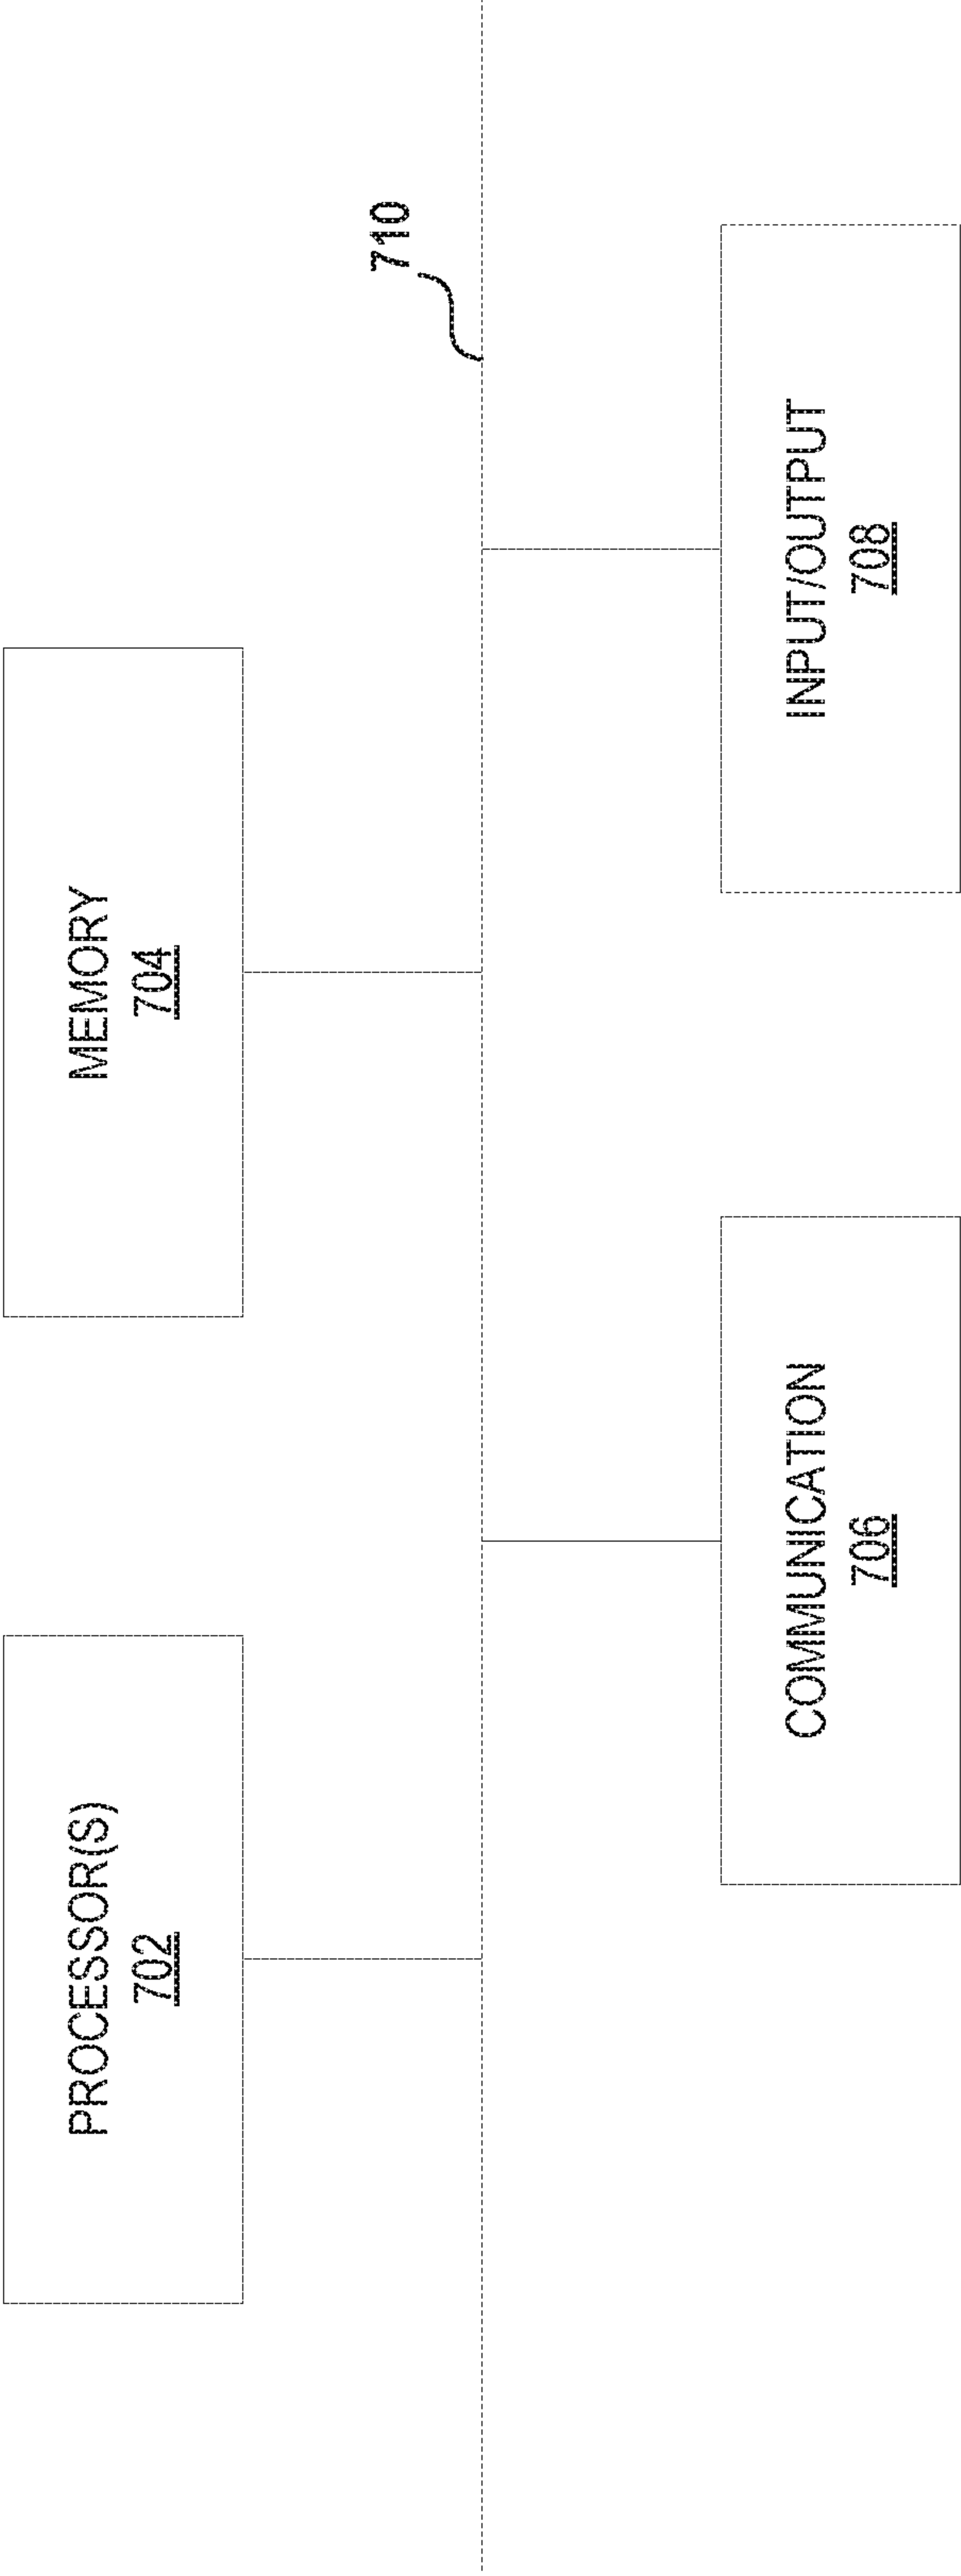 PROCESSOR(S)
702
MEMORY
704
710
COMMUNICATION
706
INPUT/OUTPUT
708